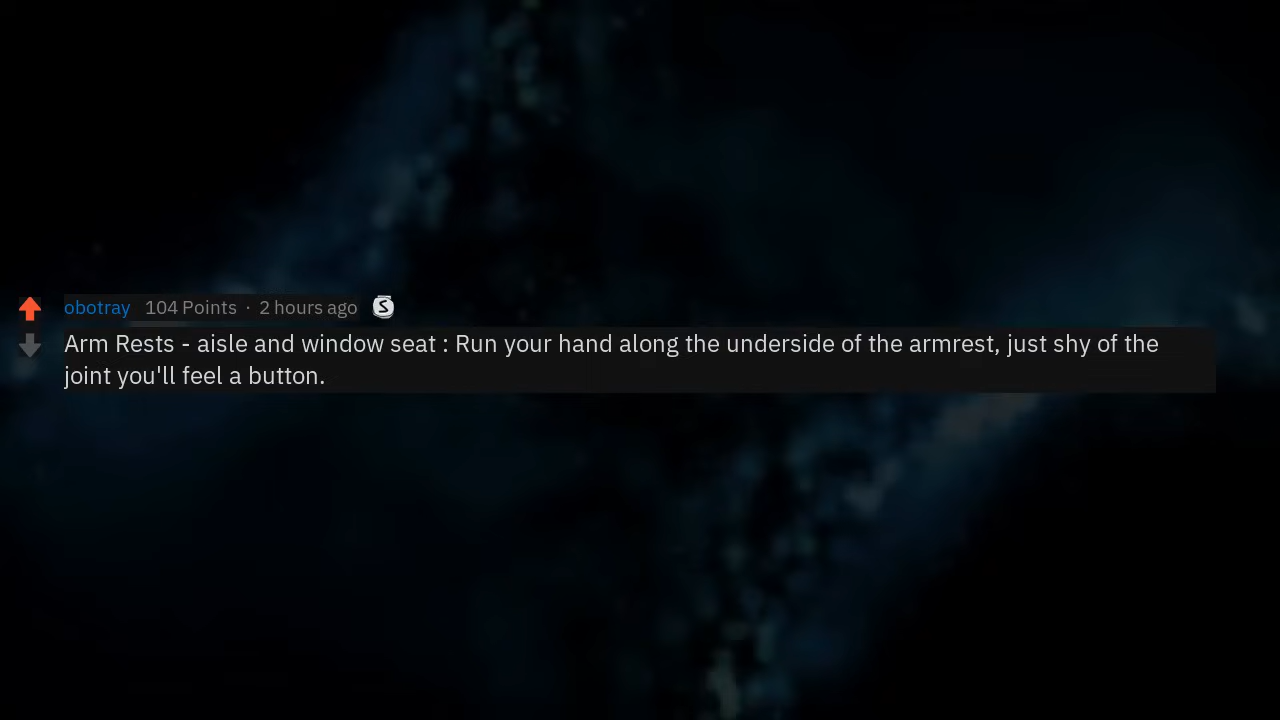 obotray 104 Points · 2 hours ago S
Arm Rests - aisle and window seat : Run your hand along the underside of the armrest, just shy of the
joint you'll feel a button.